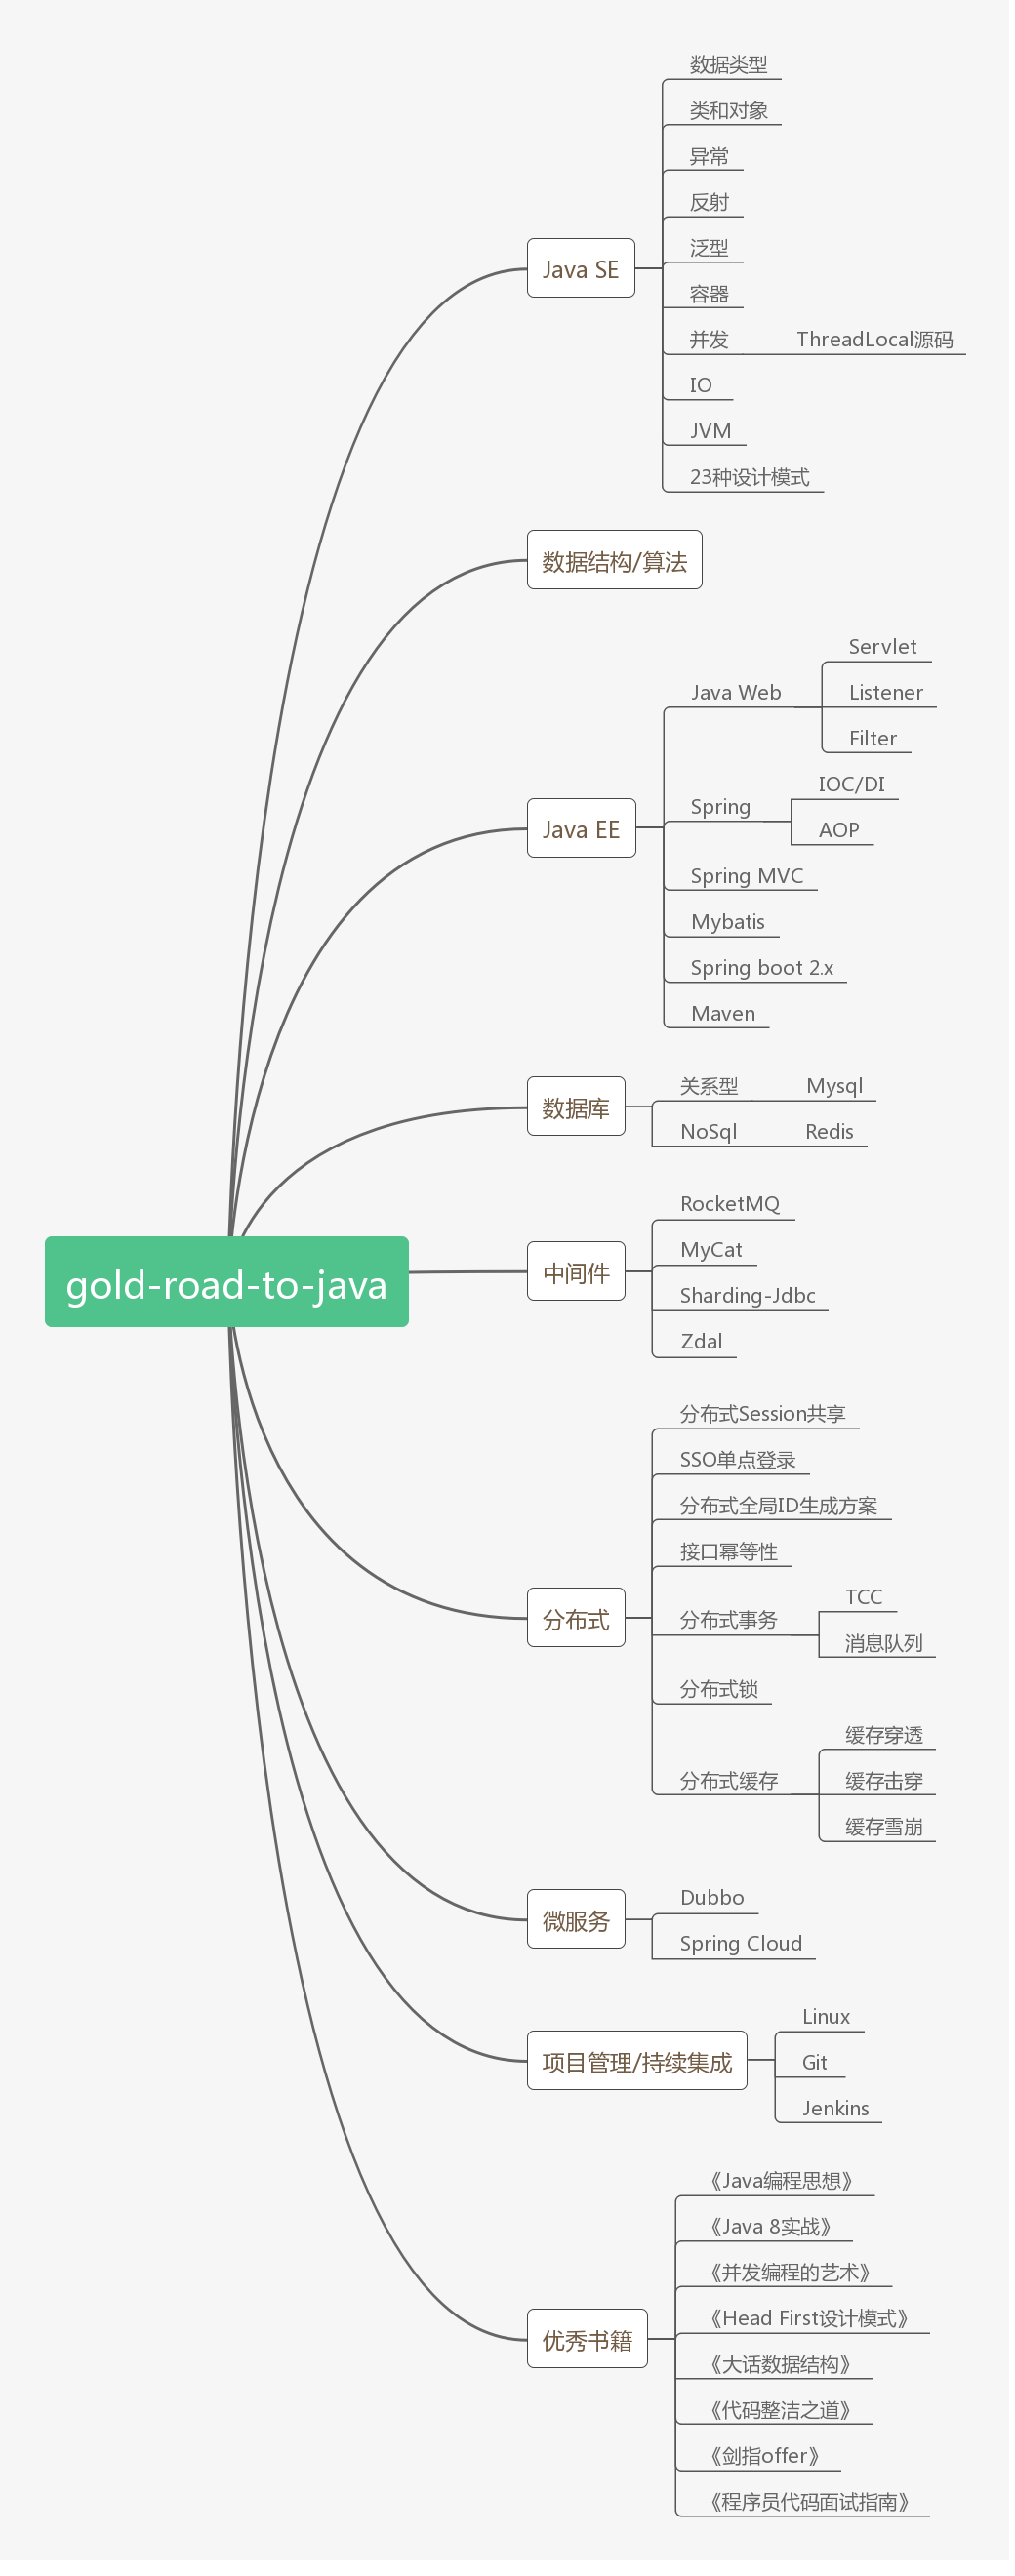 gold-road-to-java
Java SE
数据类型
类和对象
异常
反射
泛型
容器
并发
ThreadLocal源码
IO
JVM
23种设计模式
数据结构/算法
Java EE
Java Web
Servlet
Listener
Filter
Spring
IOC/DI
AOP
Spring MVC
Mybatis
Spring boot 2.x
Maven
数据库
关系型
Mysql
NoSql
Redis
中间件
RocketMQ
MyCat
Sharding-Jdbc
Zdal
分布式
分布式Session共享
SSO单点登录
分布式全局ID生成方案
接口幂等性
分布式事务
TCC
消息队列
分布式锁
分布式缓存
缓存穿透
缓存击穿
缓存雪崩
微服务
Dubbo
Spring Cloud
项目管理/持续集成
Linux
Git
Jenkins
优秀书籍
《Java编程思想》
《Java 8实战》
《并发编程的艺术》
《Head First设计模式》
《大话数据结构》
《代码整洁之道》
《剑指offer》
《程序员代码面试指南》